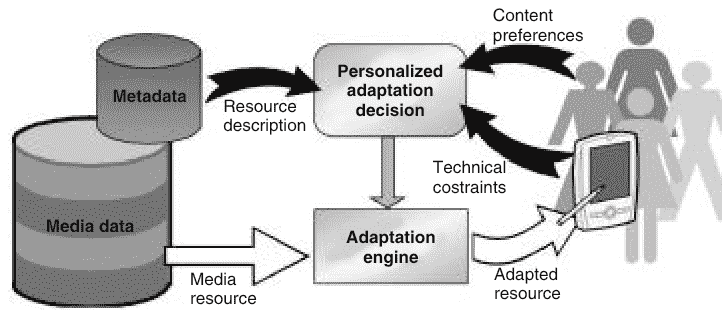 Content
preferences
Personalized
adaptation
decision
Metadata
Resource
description
Technical
costraints
Media data
Adaptation
engine
Media
resource
Adapted
resource